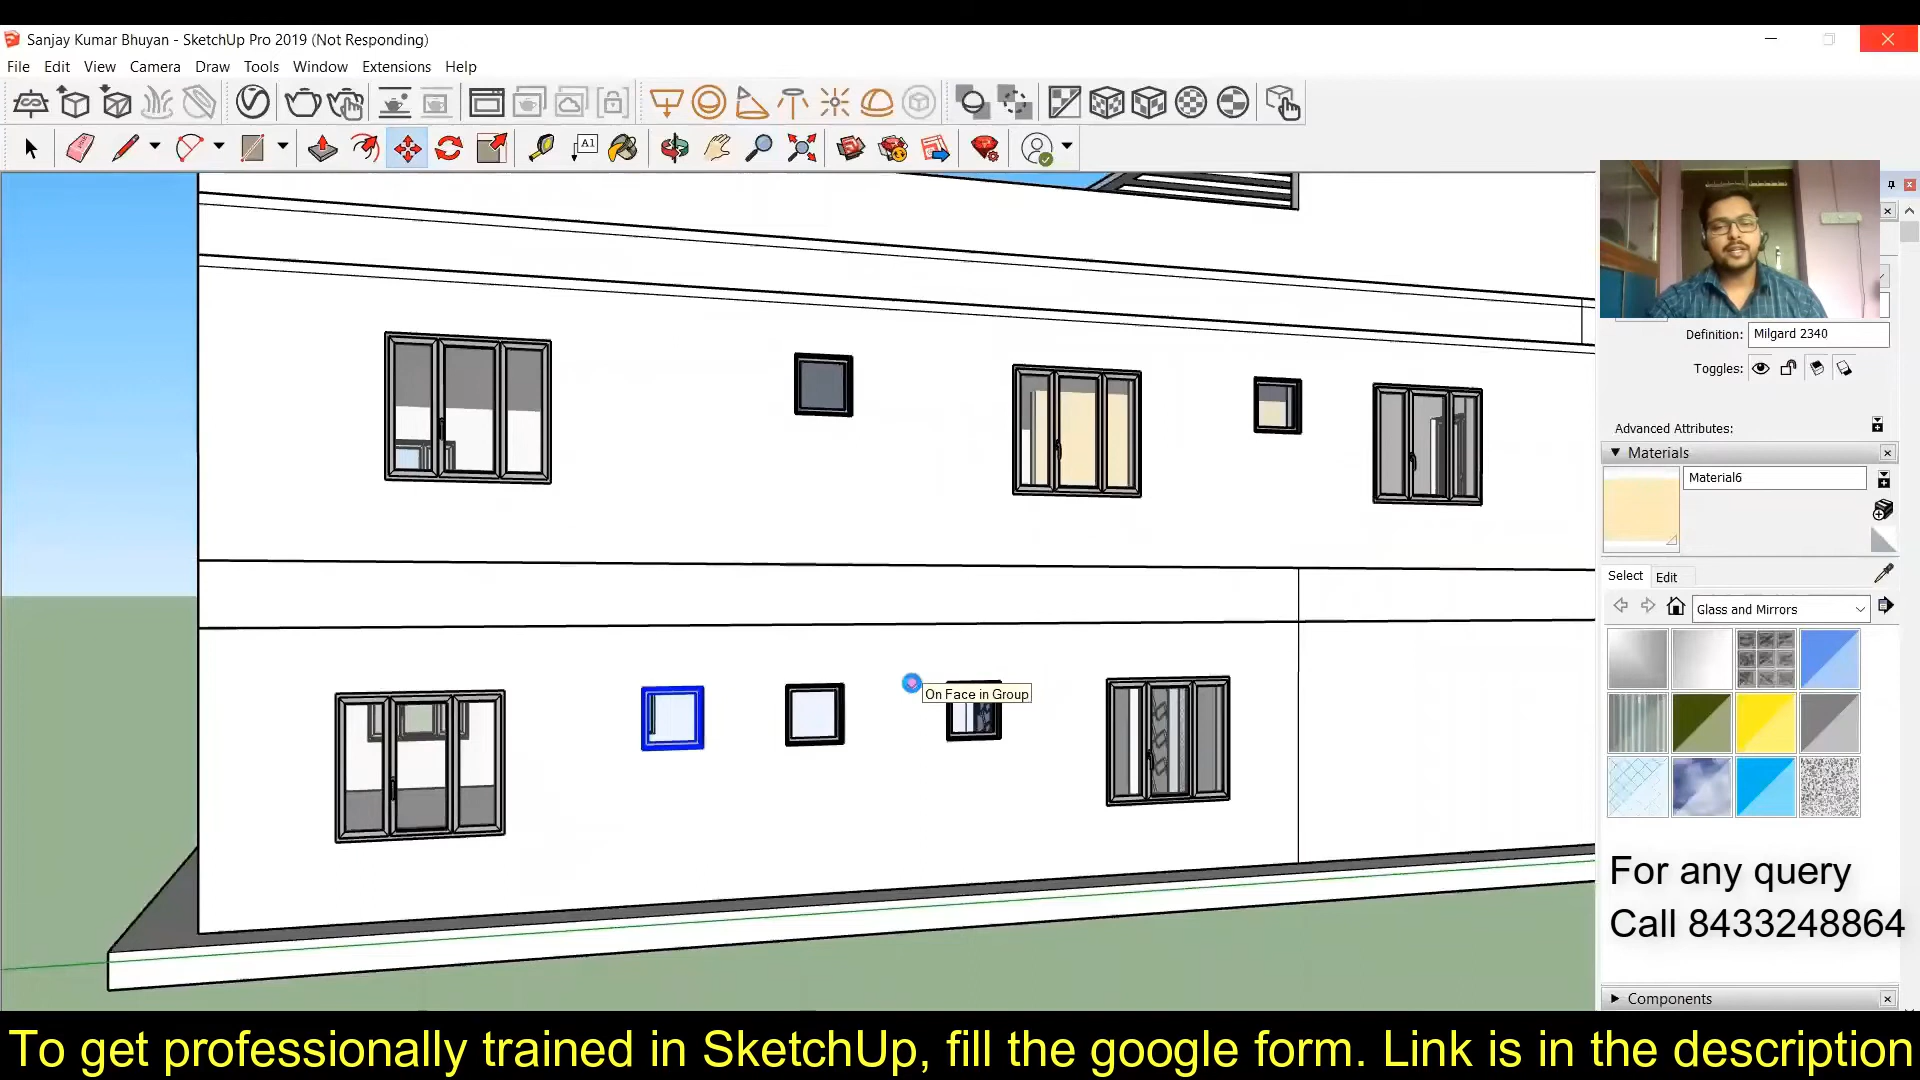 Sanjay Kumar Bhuyan - SketchUp Pro 2019 (Not Responding)
File Edit View Camera Draw Tools Window Extensions Help
A1
Definition: Milgard 2340
Toggles:
Advanced Attributes:
Materials
Material6
Select Edit
Glass and Mirrors
On Face in Group
For any query
Call 8433248864
Components
To get professionally trained in SketchUp, fill the google form. Link is in the description